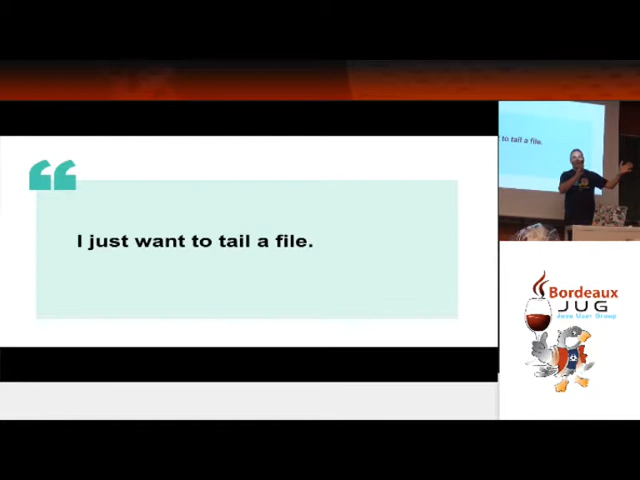 I just want to tail a file.
to tail a file.
Bordeaux
JUG
Java User Group